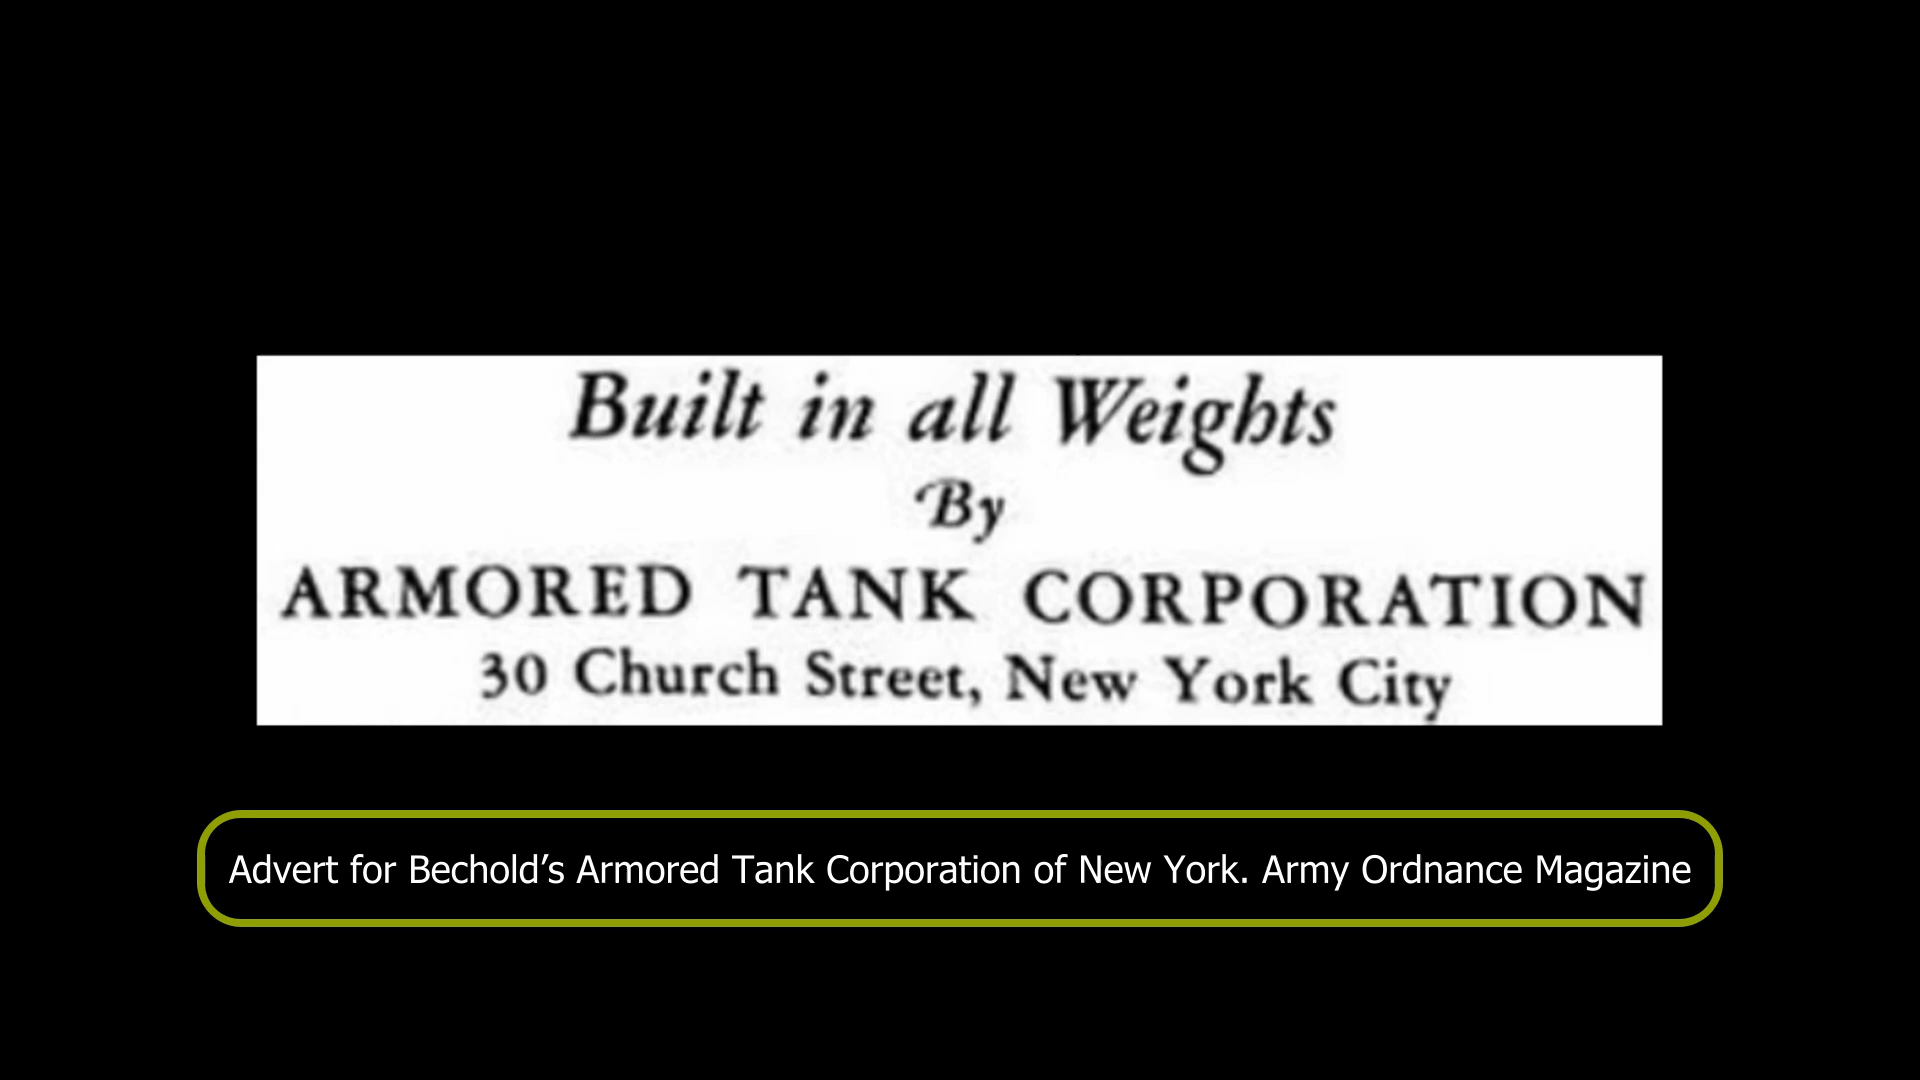 Built in all Weights
By
ARMORED TANK CORPORATION
30 Church Street, New York City
Advert for Bechold’s Armored Tank Corporation of New York. Army Ordnance Magazine